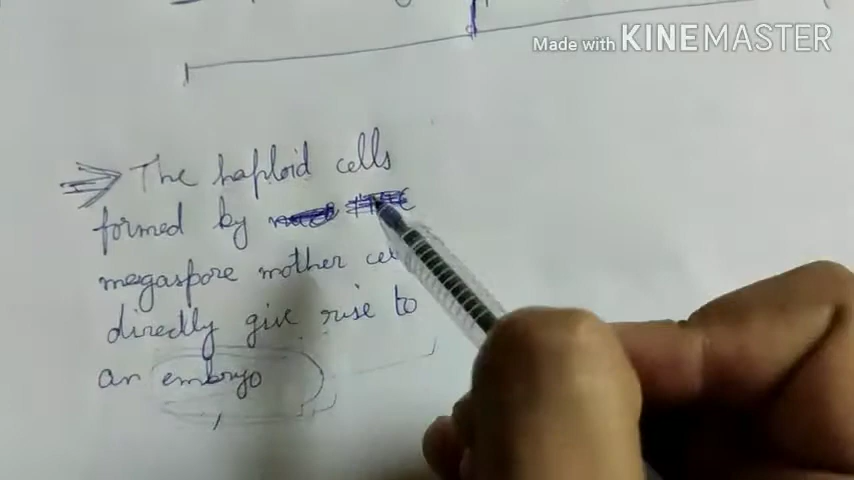 Made with KINEMASTER
The haploid cells
formed by
megaspore mother
directly give rise to
an embryo